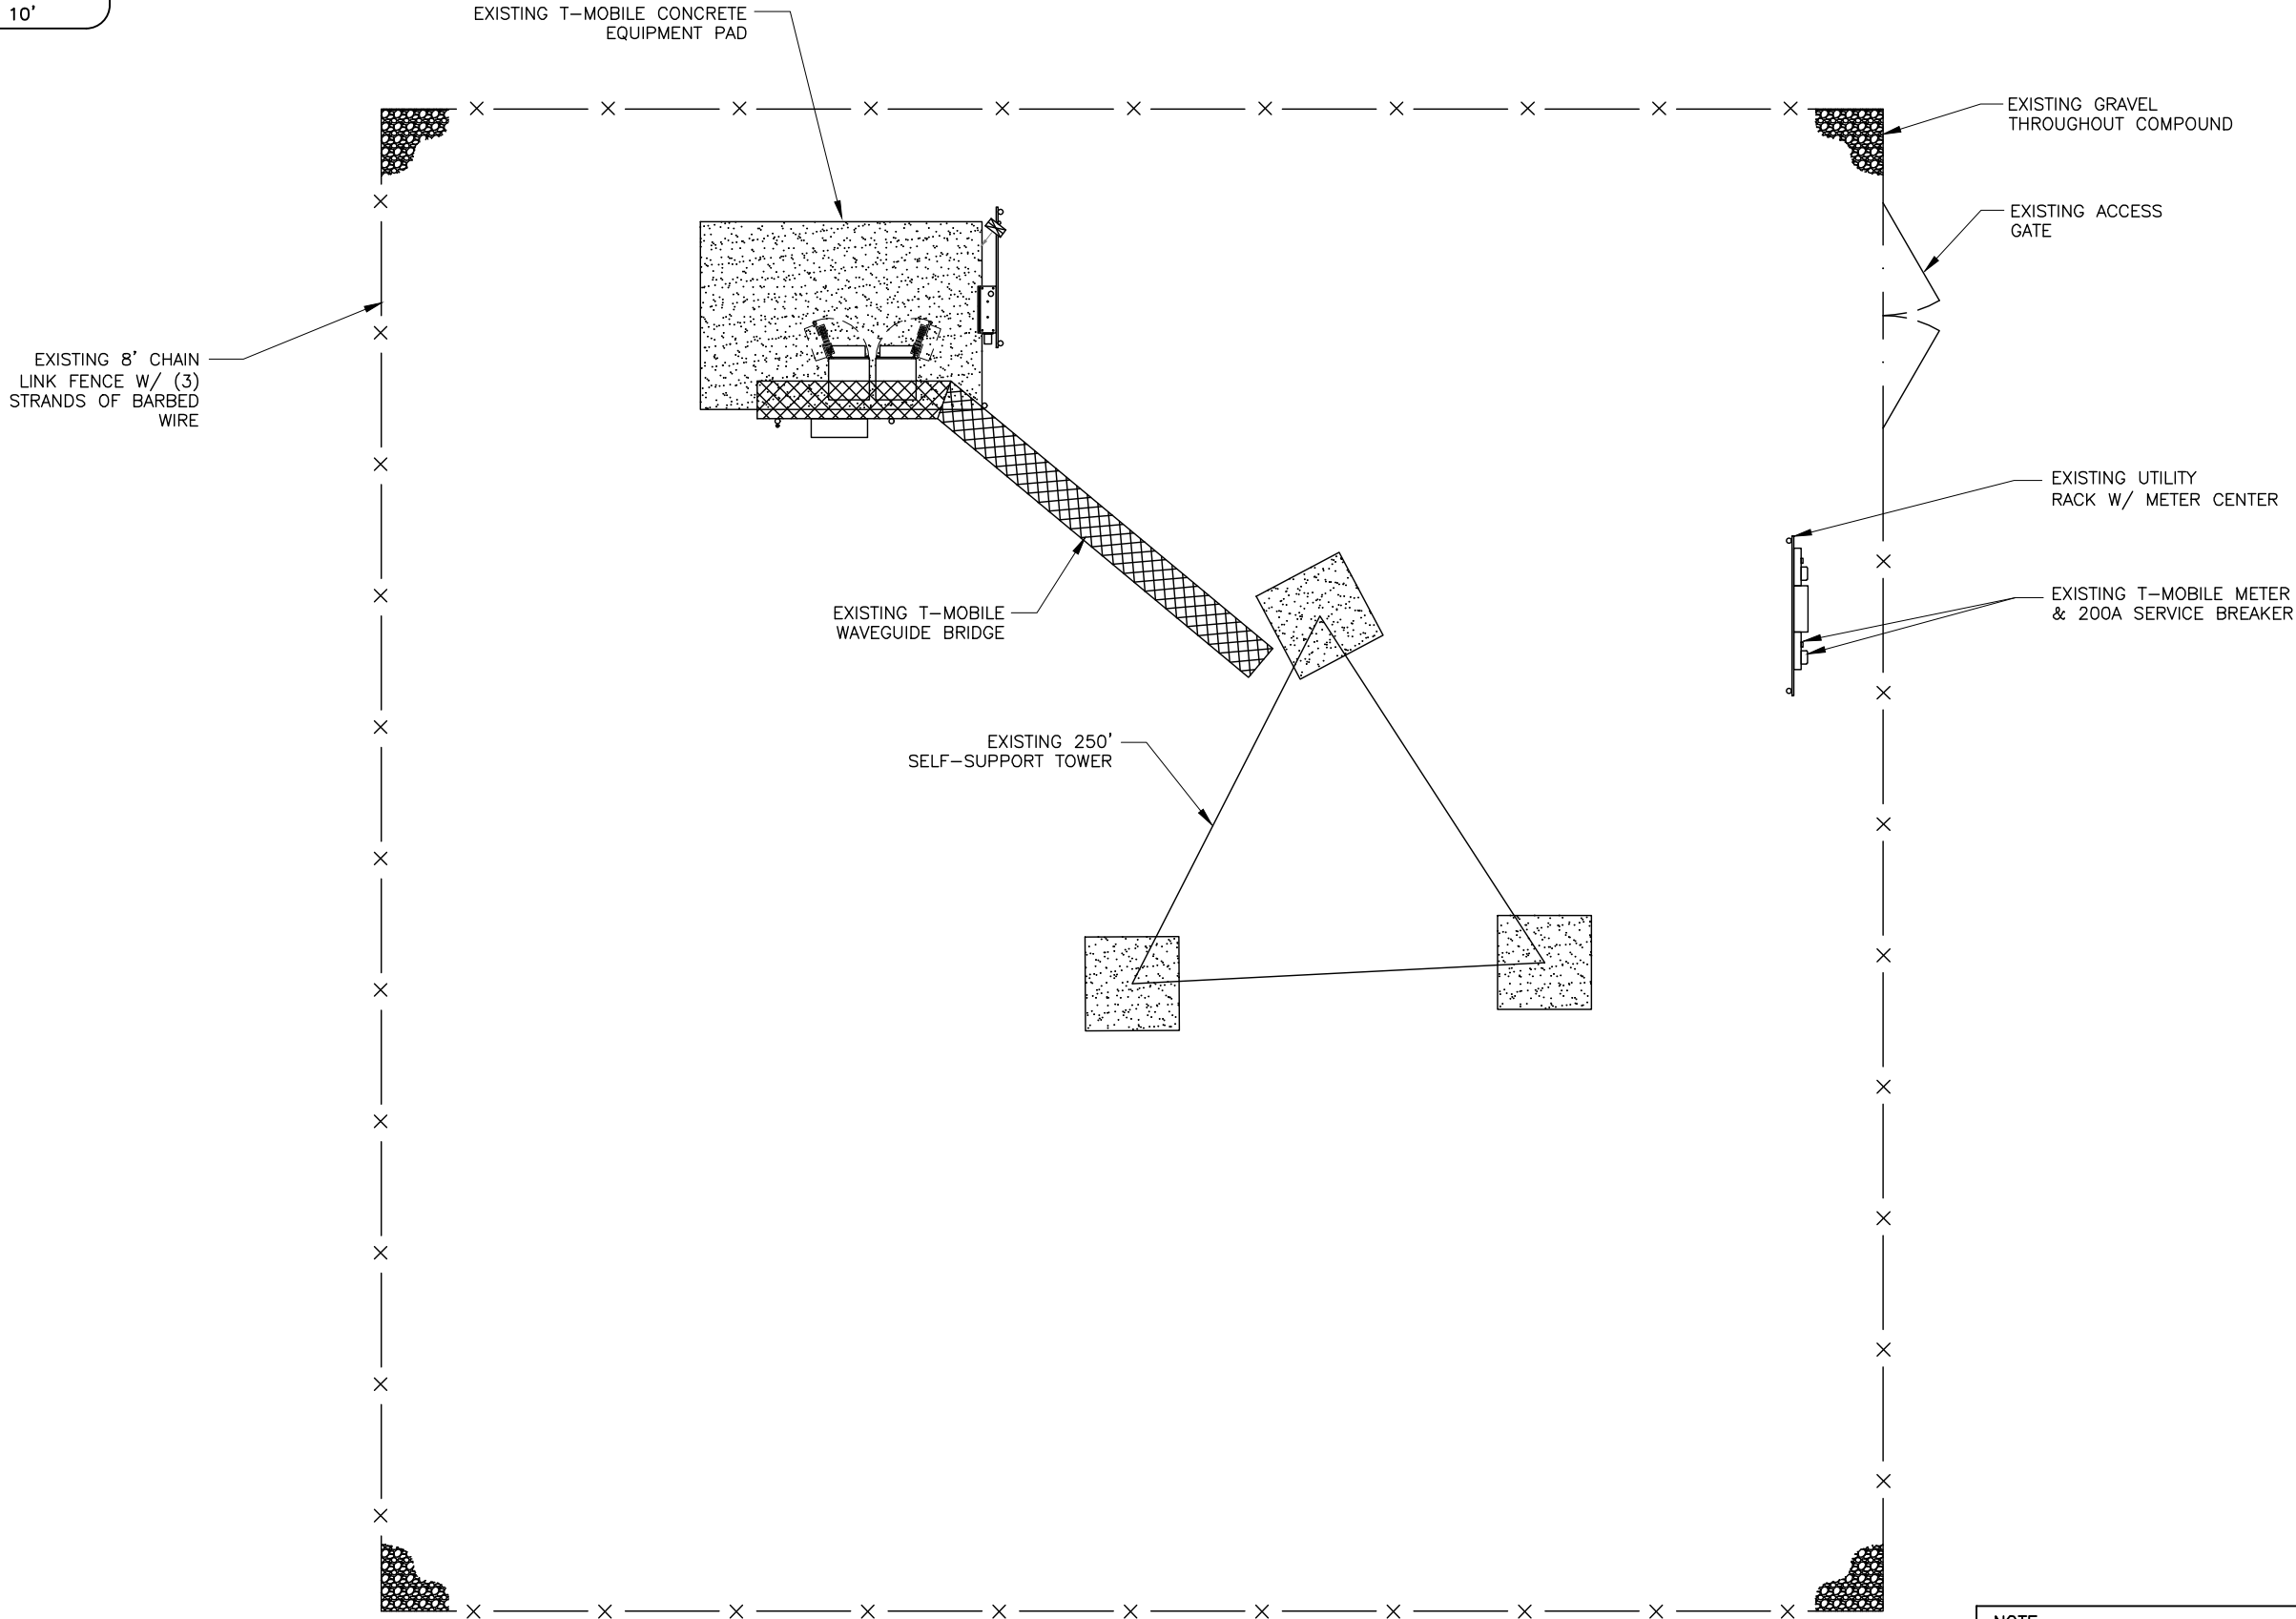 10'
EXISTING T-MOBILE CONCRETE
EQUIPMENT PAD
EXISTING GRAVEL
THROUGHOUT COMPOUND
EXISTING ACCESS
GATE
EXISTING 8' CHAIN
LINK FENCE W/ (3)
STRANDS OF BARBED
WIRE
EXISTING UTILITY
RACK W/ METER CENTER
EXISTING T-MOBILE METER
& 200A SERVICE BREAKER
EXISTING T-MOBILE
WAVEGUIDE BRIDGE
EXISTING 250'
SELF-SUPPORT TOWER
NOTE